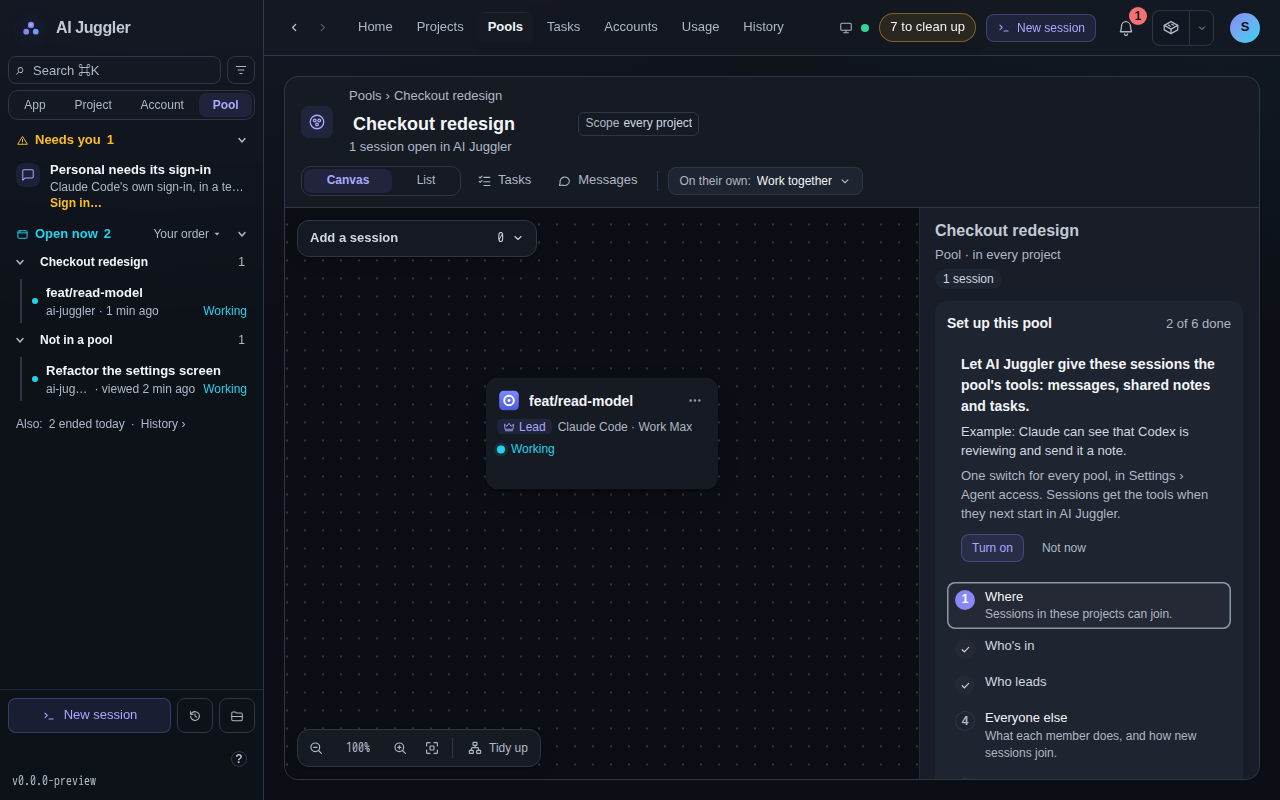 AI Juggler
Search ⌘K
App
Project
Account
Pool
Needs you 1
Personal needs its sign-in
Claude Code's own sign-in, in a te…
Sign in…
Open now 2
Your order
Checkout redesign
1
feat/read-model
ai-juggler · 1 min ago
Working
Not in a pool
1
Refactor the settings screen
ai-jug… · viewed 2 min ago
Working
Also: 2 ended today · History ›
New session
?
v0.0.0-preview
Home
Projects
Pools
Tasks
Accounts
Usage
History
7 to clean up
New session
1
S
Pools › Checkout redesign
Checkout redesign
Scope every project
1 session open in AI Juggler
Canvas
List
Tasks
Messages
On their own: Work together
Add a session
0
feat/read-model
Lead
Claude Code · Work Max
Working
100%
Tidy up
Checkout redesign
Pool · in every project
1 session
Set up this pool
2 of 6 done
Let AI Juggler give these sessions the
pool's tools: messages, shared notes
and tasks.
Example: Claude can see that Codex is
reviewing and send it a note.
One switch for every pool, in Settings ›
Agent access. Sessions get the tools when
they next start in AI Juggler.
Turn on
Not now
1
Where
Sessions in these projects can join.
Who's in
Who leads
4
Everyone else
What each member does, and how new
sessions join.